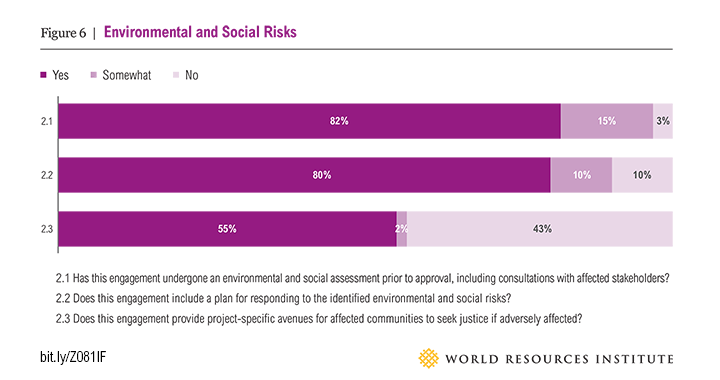 Figure 6 | Environmental and Social Risks
Yes Somewhat No
2.1 82% 15% 3%
2.2 80% 10% 10%
2.3 55% 2% 43%
2.1 Has this engagement undergone an environmental and social assessment prior to approval, including consultations with affected stakeholders?
2.2 Does this engagement include a plan for responding to the identified environmental and social risks?
2.3 Does this engagement provide project-specific avenues for affected communities to seek justice if adversely affected?
bit.ly/Z081IF WORLD RESOURCES INSTITUTE